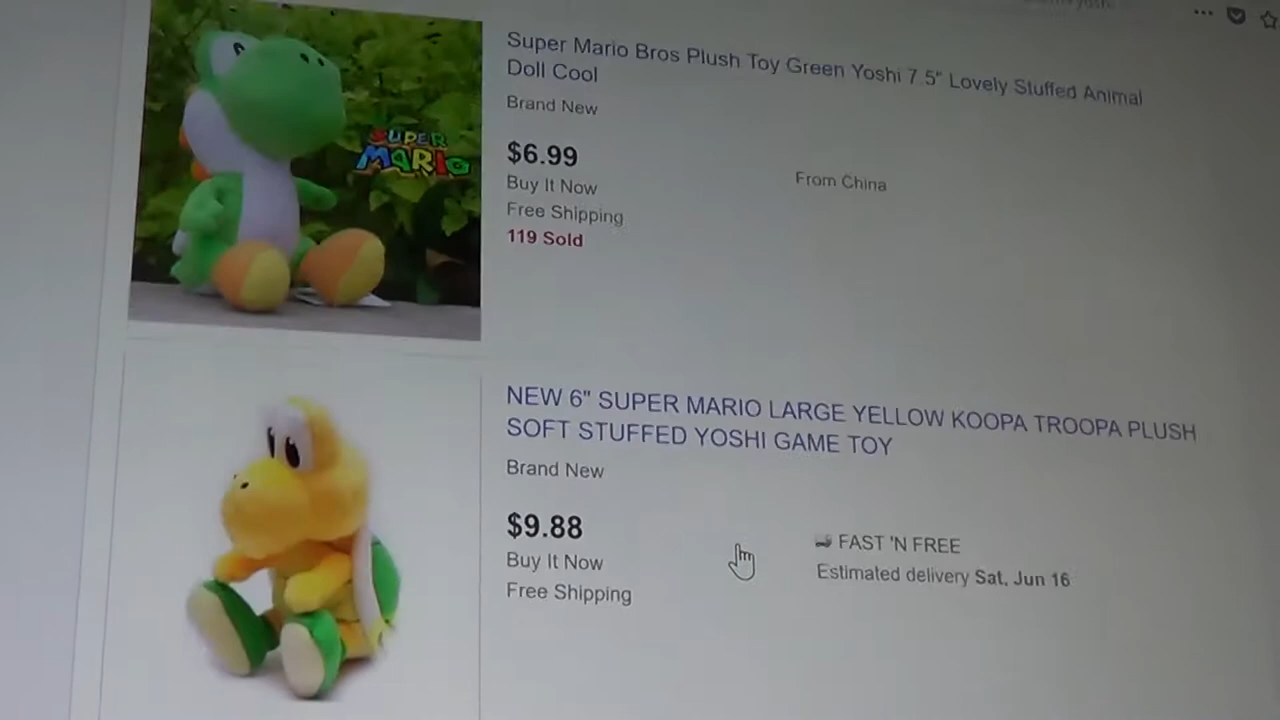 Super Mario Bros Plush Toy Green Yoshi 7.5" Lovely Stuffed Animal
Doll Cool
Brand New
SUPER
MARIO
$6.99
From China
Buy It Now
Free Shipping
119 Sold
NEW 6" SUPER MARIO LARGE YELLOW KOOPA TROOPA PLUSH
SOFT STUFFED YOSHI GAME TOY
Brand New
$9.88
FAST 'N FREE
Buy It Now
Estimated delivery Sat, Jun 16
Free Shipping